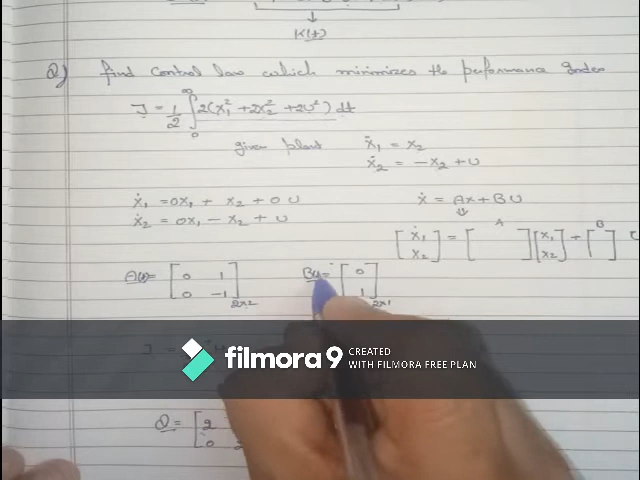 K(t)
Q) find control law which minimizes the performance Index
J = 1/2 ∫₀^∞ 2(x₁² + 2x₂² + 2u²) dt
given plant ẋ₁ = x₂
ẋ₂ = -x₂ + U
ẋ₁ = 0x₁ + x₂ + 0 U
ẋ₂ = 0x₁ - x₂ + U
ẋ = Ax + BU
A B
[ẋ₁ x₂] = [ ] [x₁ x₂] + [ ]
A(t) = [0 1 0 -1] 2x2 B(t) = [0 1] 2x1
filmora 9 CREATED WITH FILMORA FREE PLAN
J =
Q = [2 0